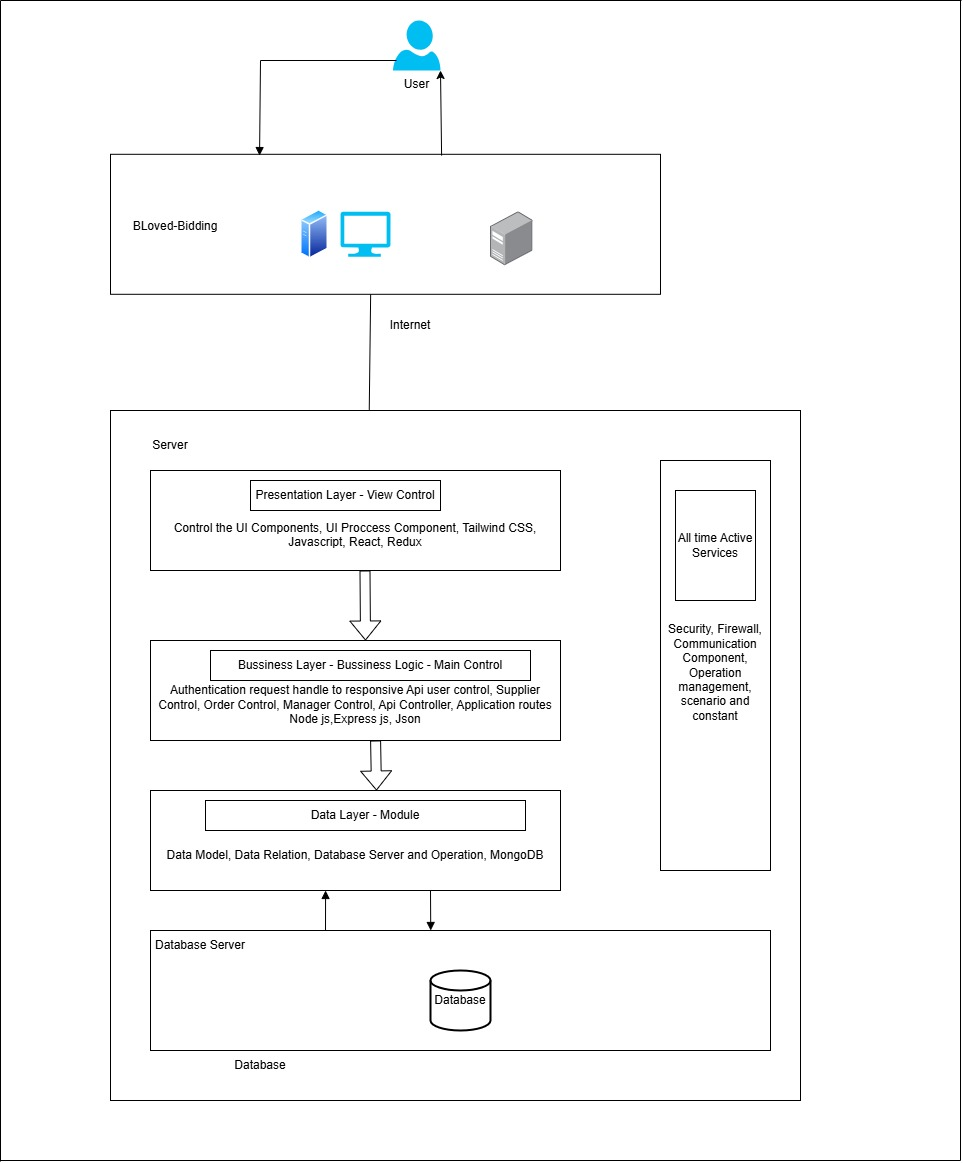 User
BLoved-Bidding
Internet
Server
Presentation Layer - View Control
Control the UI Components, UI Proccess Component, Tailwind CSS,
Javascript, React, Redux
Bussiness Layer - Bussiness Logic - Main Control
Authentication request handle to responsive Api user control, Supplier
Control, Order Control, Manager Control, Api Controller, Application routes
Node js,Express js, Json
Data Layer - Module
Data Model, Data Relation, Database Server and Operation, MongoDB
All time Active
Services
Security, Firewall,
Communication
Component,
Operation
management,
scenario and
constant
Database Server
Database
Database